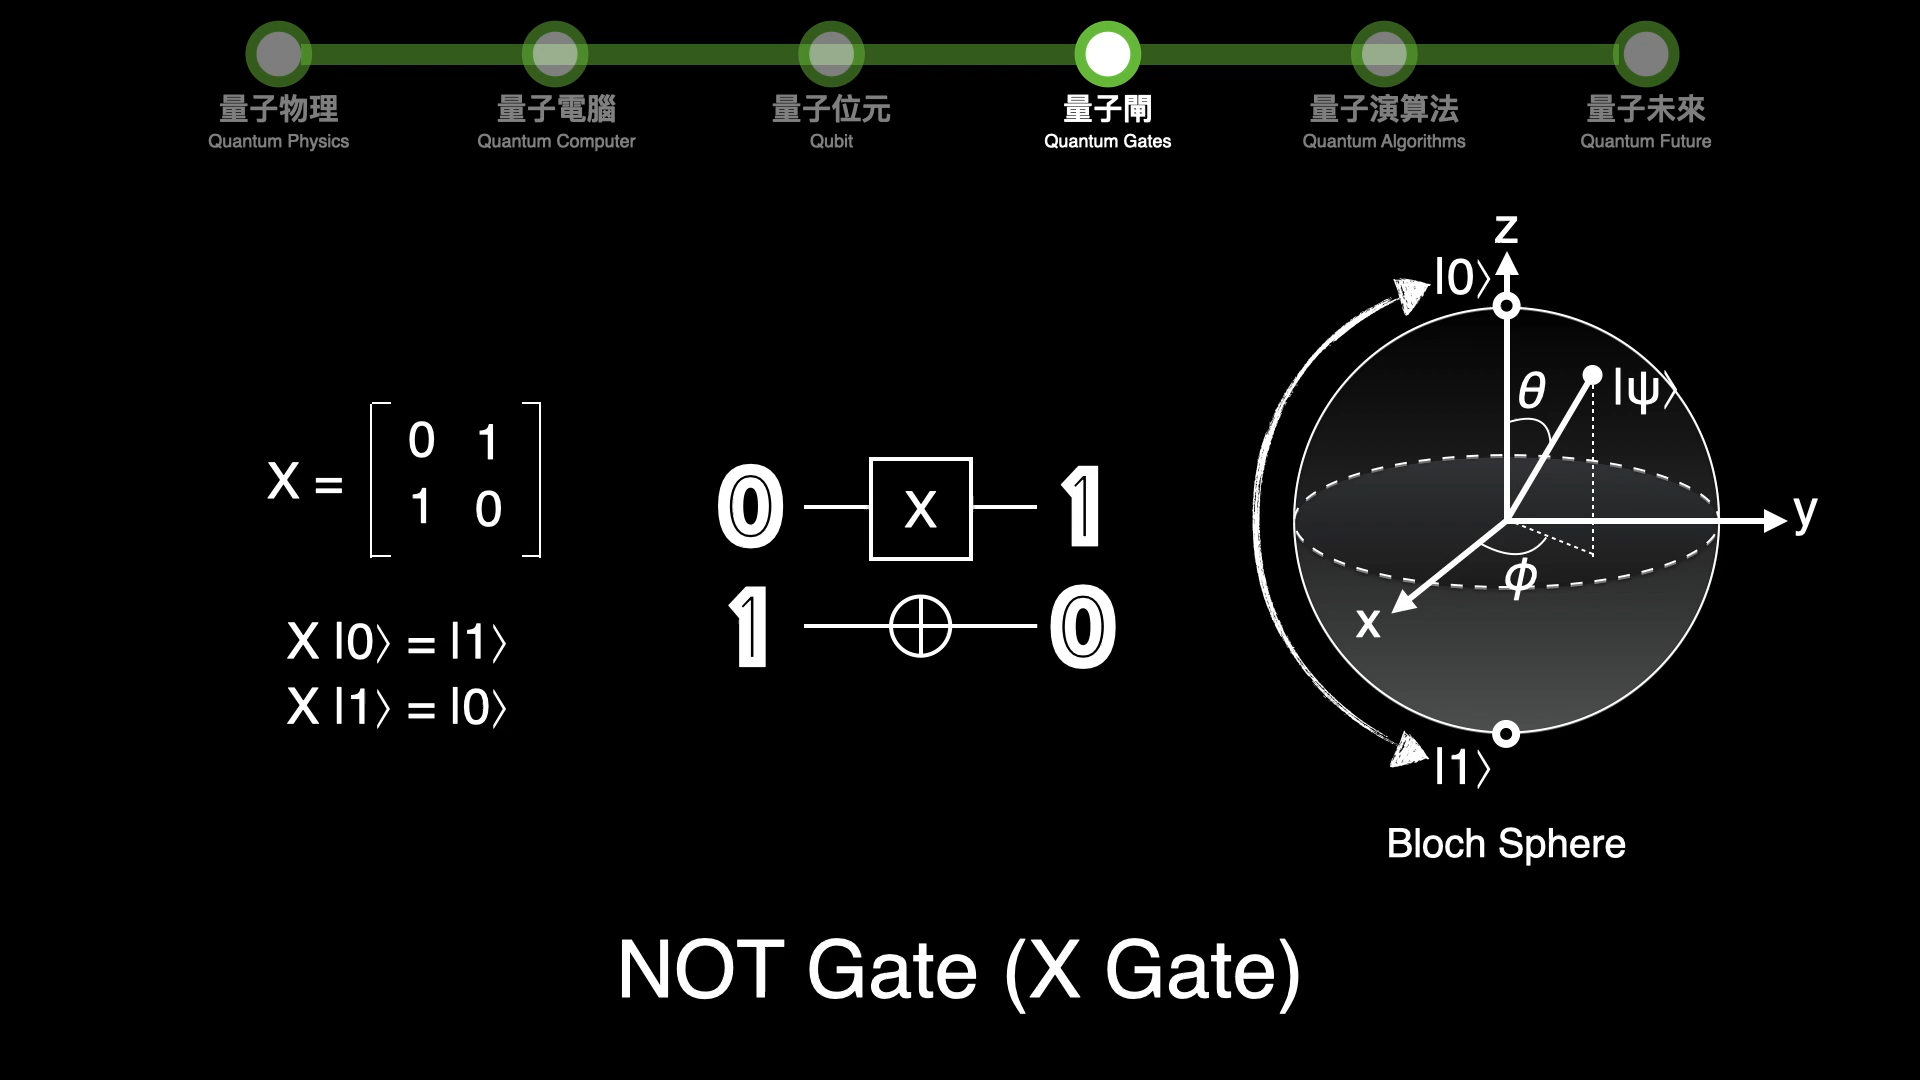 量子物理 量子電腦 量子位元 量子閘 量子演算法 量子未來
Quantum Physics Quantum Computer Qubit Quantum Gates Quantum Algorithms Quantum Future
X =
0 1
1 0
X |0⟩ = |1⟩
X |1⟩ = |0⟩
0 X 1
1 0
z
|0⟩
θ
|ψ⟩
y
ϕ
x
|1⟩
Bloch Sphere
NOT Gate (X Gate)